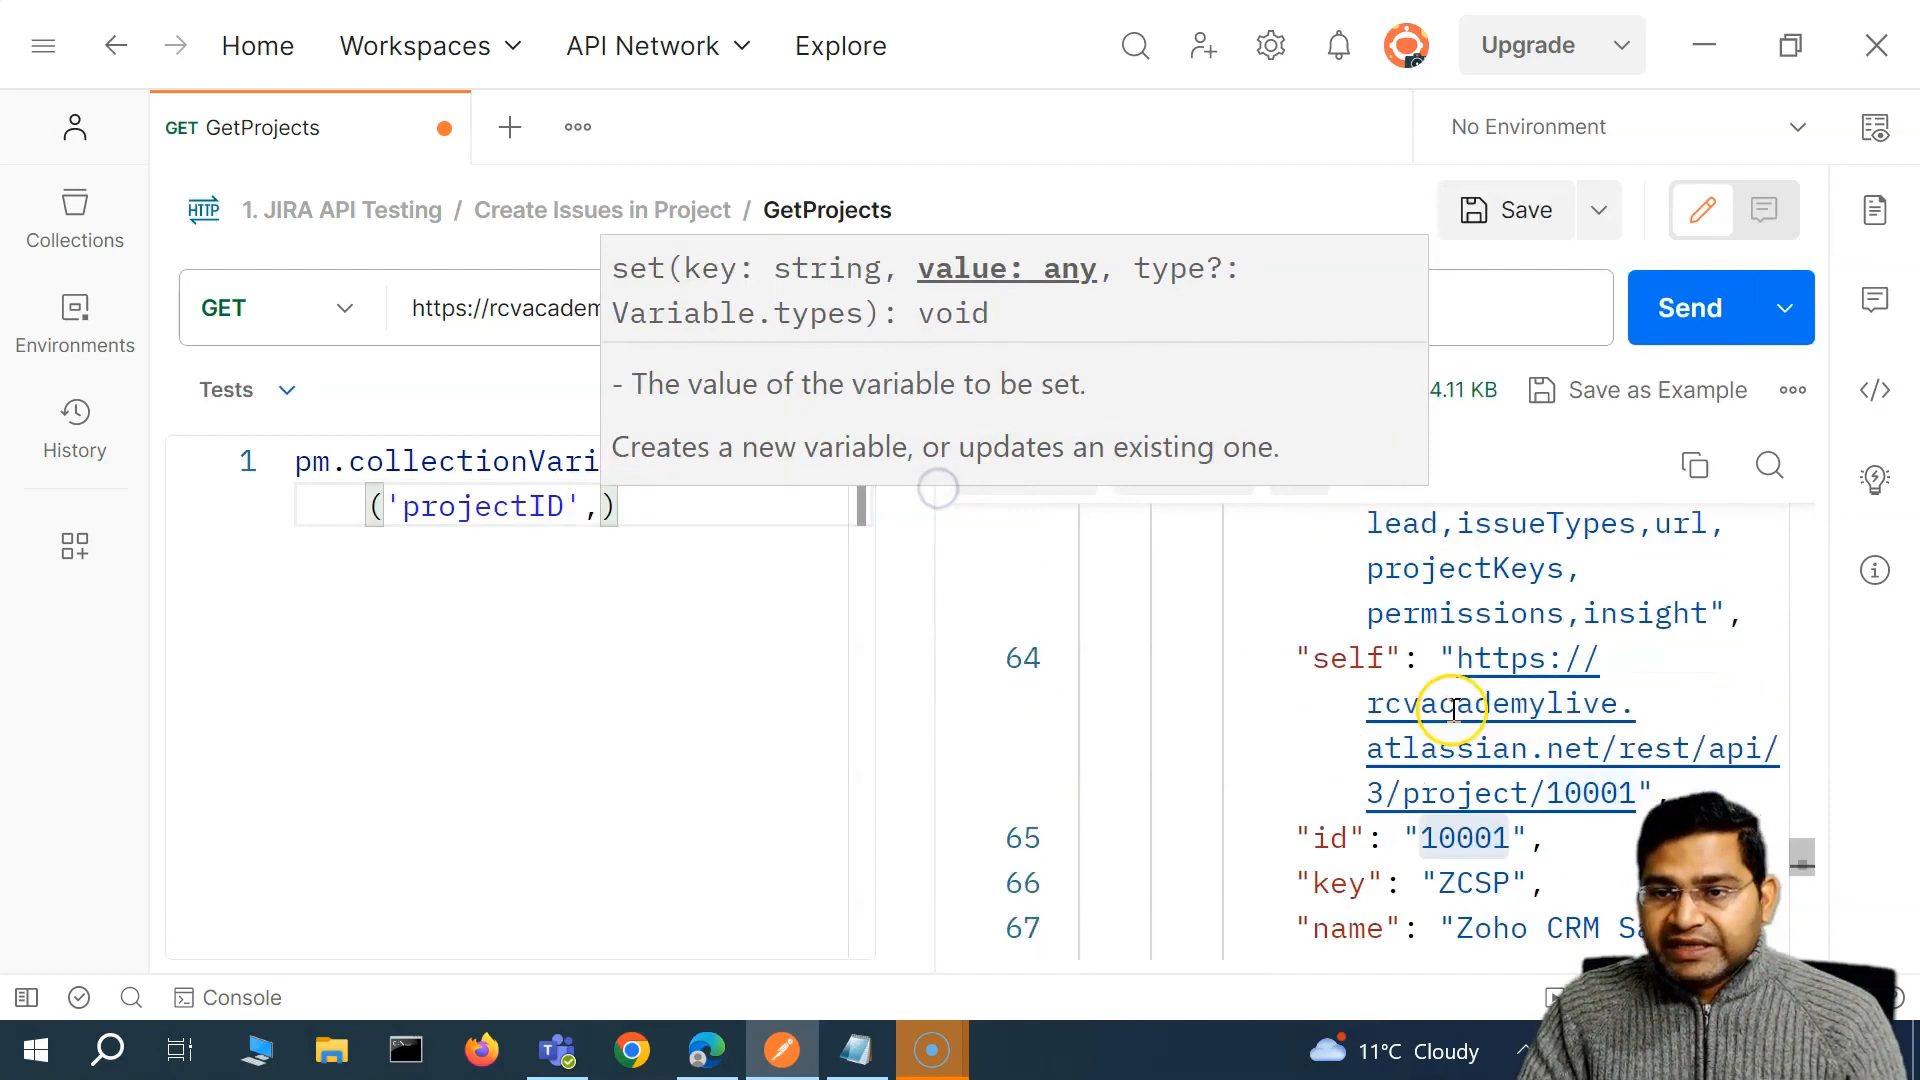 Home Workspaces API Network Explore Upgrade
GET GetProjects No Environment
HTTP 1. JIRA API Testing / Create Issues in Project / GetProjects Save
Collections
set(key: string, value: any, type?:
Variable.types): void
GET https://rcvacadem Send
Environments
- The value of the variable to be set.
Tests 4.11 KB Save as Example
Creates a new variable, or updates an existing one.
History
1 pm.collectionVari
('projectID',)
lead,issueTypes,url,
projectKeys,
permissions,insight",
64 "self": "https://
rcvacademylive.
atlassian.net/rest/api/
3/project/10001",
65 "id": "10001",
66 "key": "ZCSP",
67 "name": "Zoho CRM
Console
11°C Cloudy